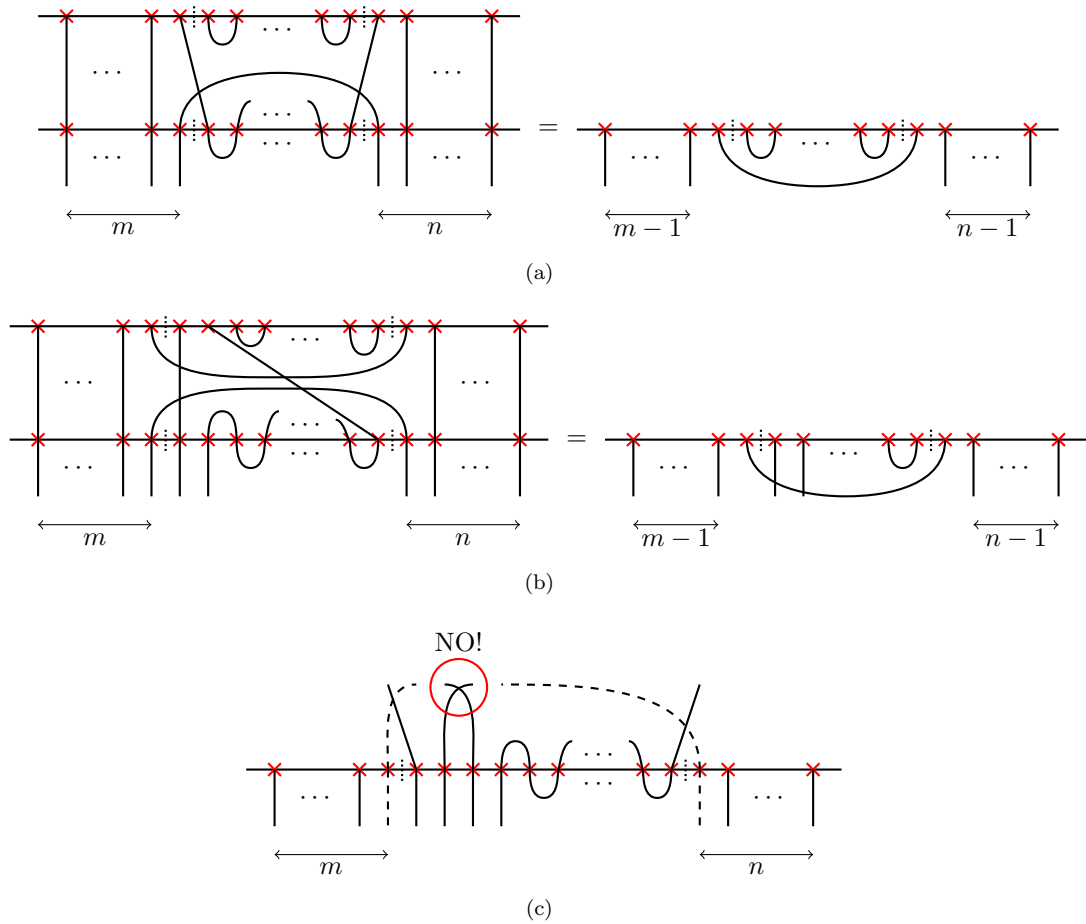 · · ·
· · · · · ·
· · ·
=
· · · · · · · · · · · ·
· · ·
m n m − 1 n − 1
(a)
· · ·
· · · · · ·
· · ·
=
· · · · · · · · · · · · · · ·
m n m − 1 n − 1
(b)
NO!
· · ·
· · · · · · · · ·
m n
(c)